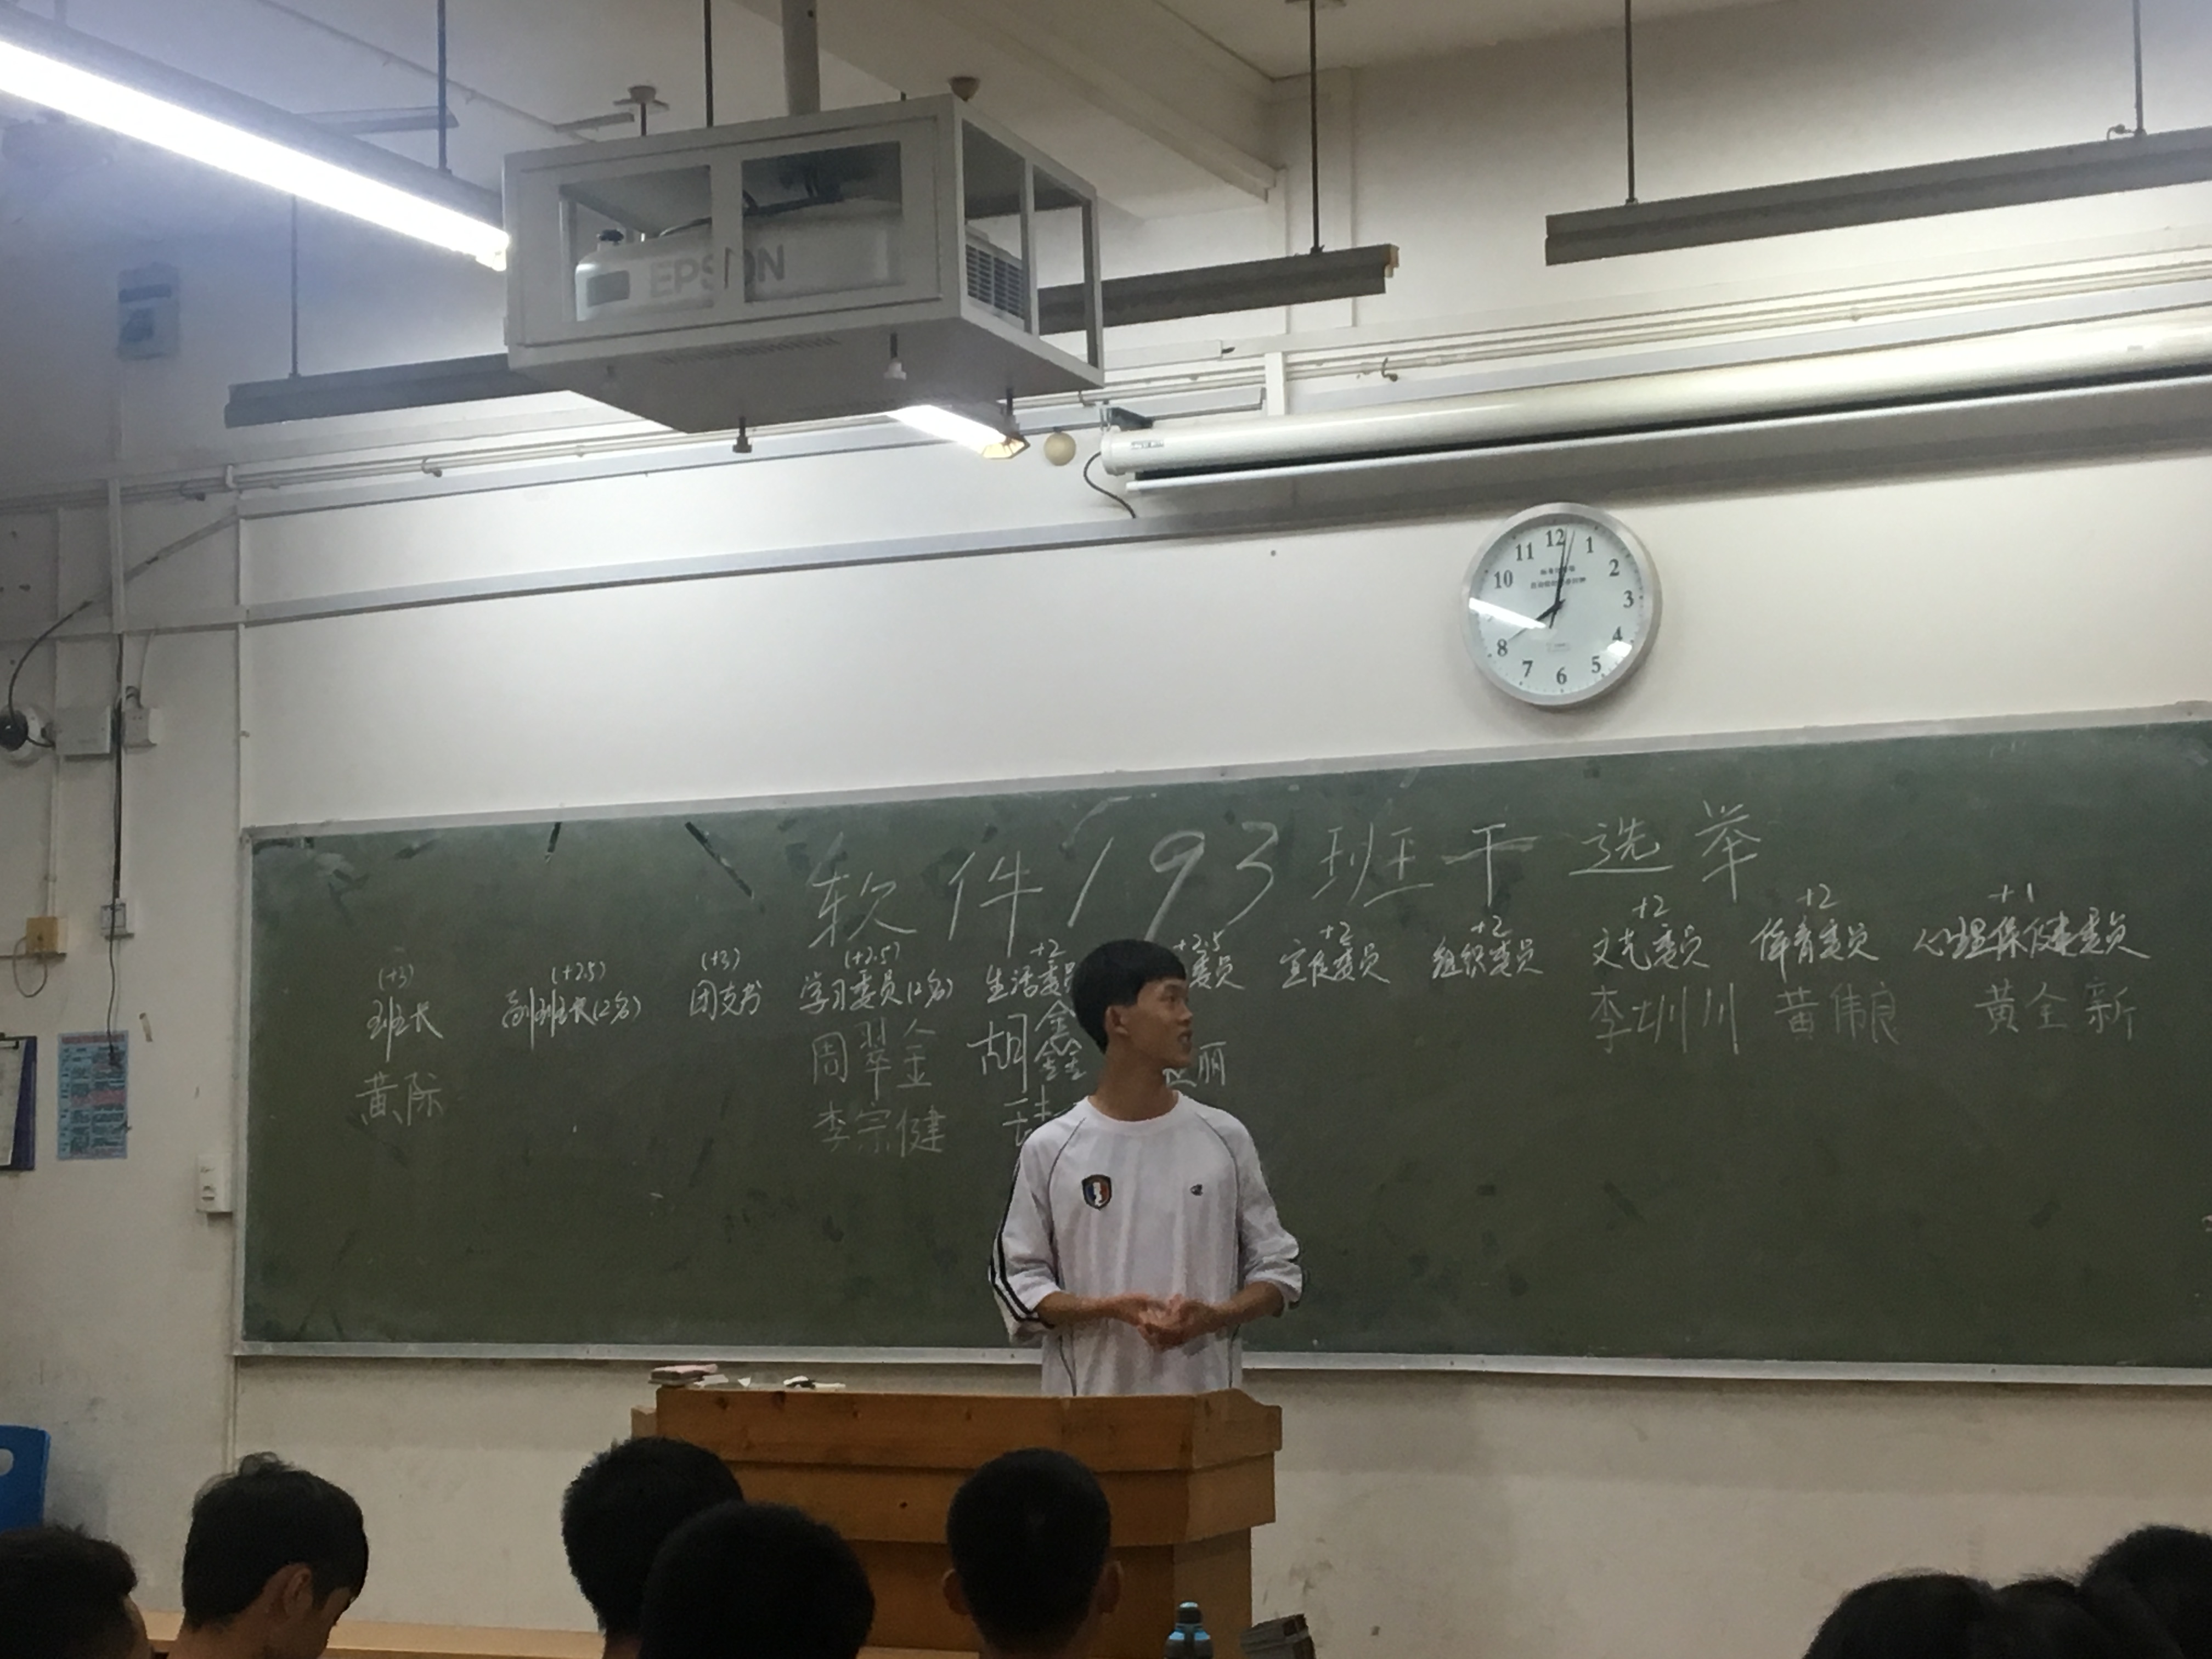 EPSON
12
11 1
10 2
3
8 4
7 5
6
软件193班干选举
(+3) (+2.5) (+3) (+2.5) +2 +2.5 +2 +2 +2 +2 +1
班长 副班长(2名) 团支书 学习委员(2名) 生活委员 委员 宣传委员 组织委员 文艺委员 体育委员 心理保健委员
周翠金 胡鑫鑫 丽 李圳川 黄伟良 黄全新
黄际 李宗健